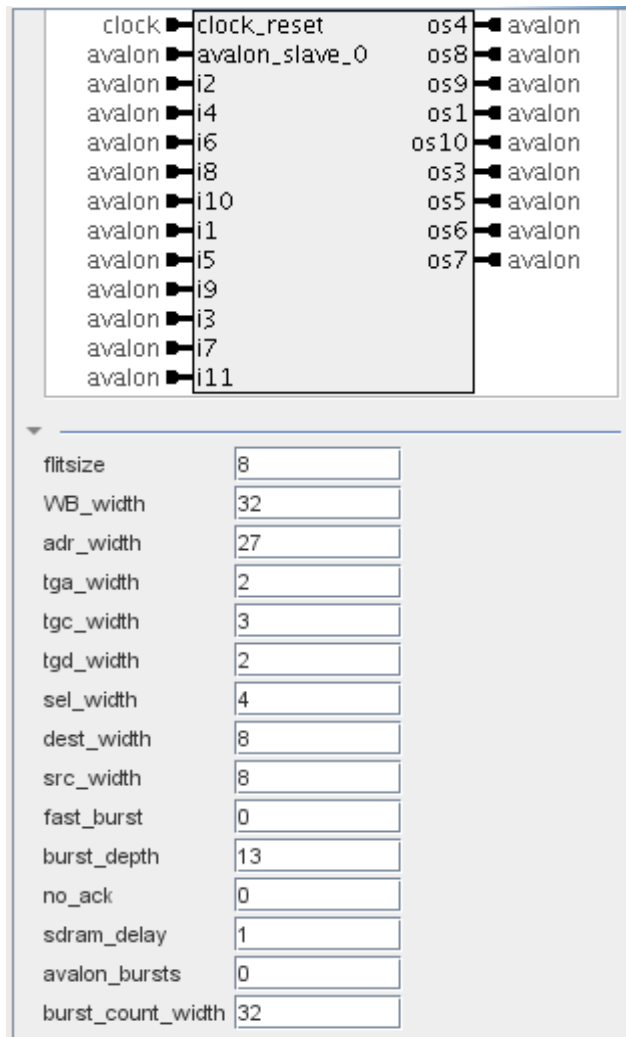 clock clock_reset os4 avalon
avalon avalon_slave_0 os8 avalon
avalon i2 os9 avalon
avalon i4 os1 avalon
avalon i6 os10 avalon
avalon i8 os3 avalon
avalon i10 os5 avalon
avalon i1 os6 avalon
avalon i5 os7 avalon
avalon i9
avalon i3
avalon i7
avalon i11
flitsize 8
WB_width 32
adr_width 27
tga_width 2
tgc_width 3
tgd_width 2
sel_width 4
dest_width 8
src_width 8
fast_burst 0
burst_depth 13
no_ack 0
sdram_delay 1
avalon_bursts 0
burst_count_width 32